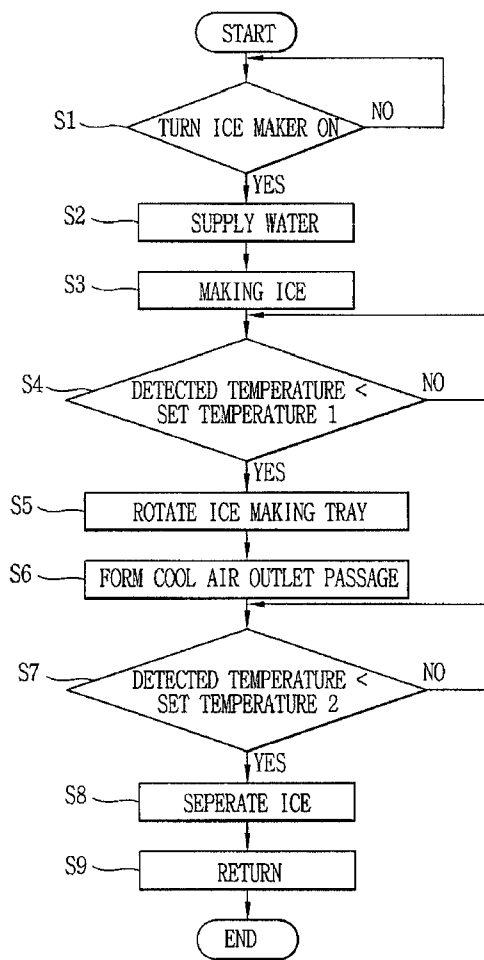 START
S1
TURN ICE MAKER ON
NO
YES
S2
SUPPLY WATER
S3
MAKING ICE
S4
DETECTED TEMPERATURE <
SET TEMPERATURE 1
NO
YES
S5
ROTATE ICE MAKING TRAY
S6
FORM COOL AIR OUTLET PASSAGE
S7
DETECTED TEMPERATURE <
SET TEMPERATURE 2
NO
YES
S8
SEPERATE ICE
S9
RETURN
END